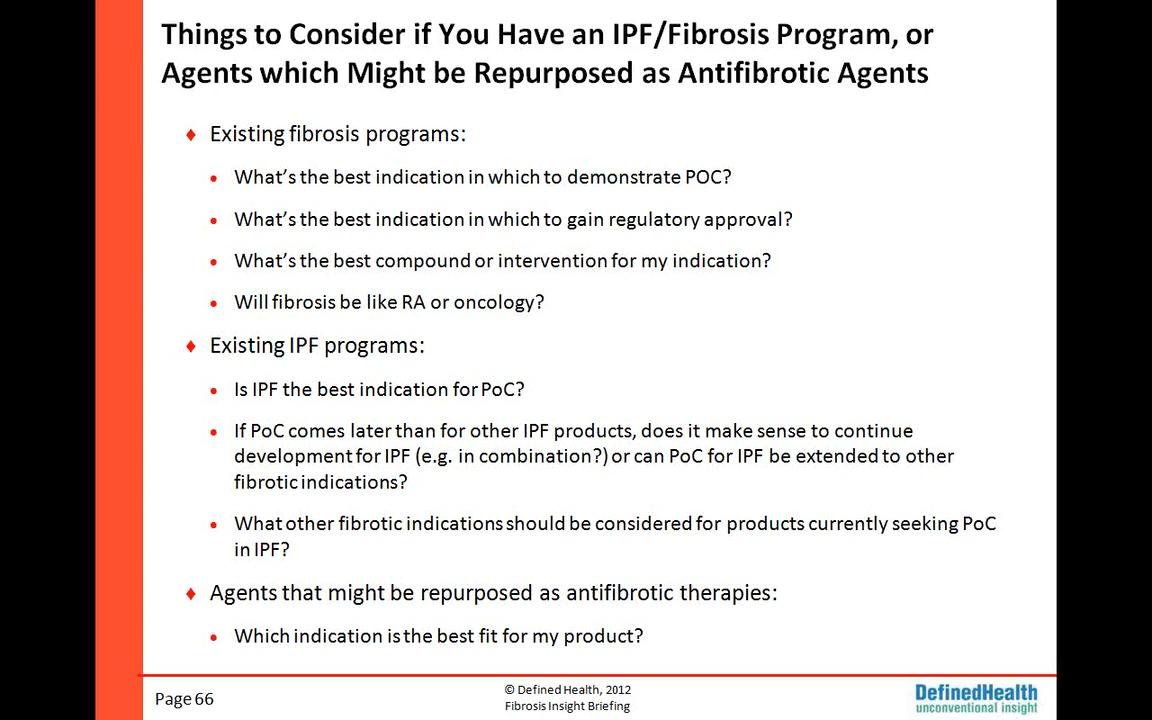 Things to Consider if You Have an IPF/Fibrosis Program, or
Agents which Might be Repurposed as Antifibrotic Agents
Existing fibrosis programs:
What's the best indication in which to demonstrate POC?
What's the best indication in which to gain regulatory approval?
What's the best compound or intervention for my indication?
Will fibrosis be like RA or oncology?
Existing IPF programs:
Is IPF the best indication for PoC?
If PoC comes later than for other IPF products, does it make sense to continue
development for IPF (e.g. in combination?) or can PoC for IPF be extended to other
fibrotic indications?
What other fibrotic indications should be considered for products currently seeking PoC
in IPF?
Agents that might be repurposed as antifibrotic therapies:
Which indication is the best fit for my product?
Page 66
© Defined Health, 2012
Fibrosis Insight Briefing
DefinedHealth
unconventional insight